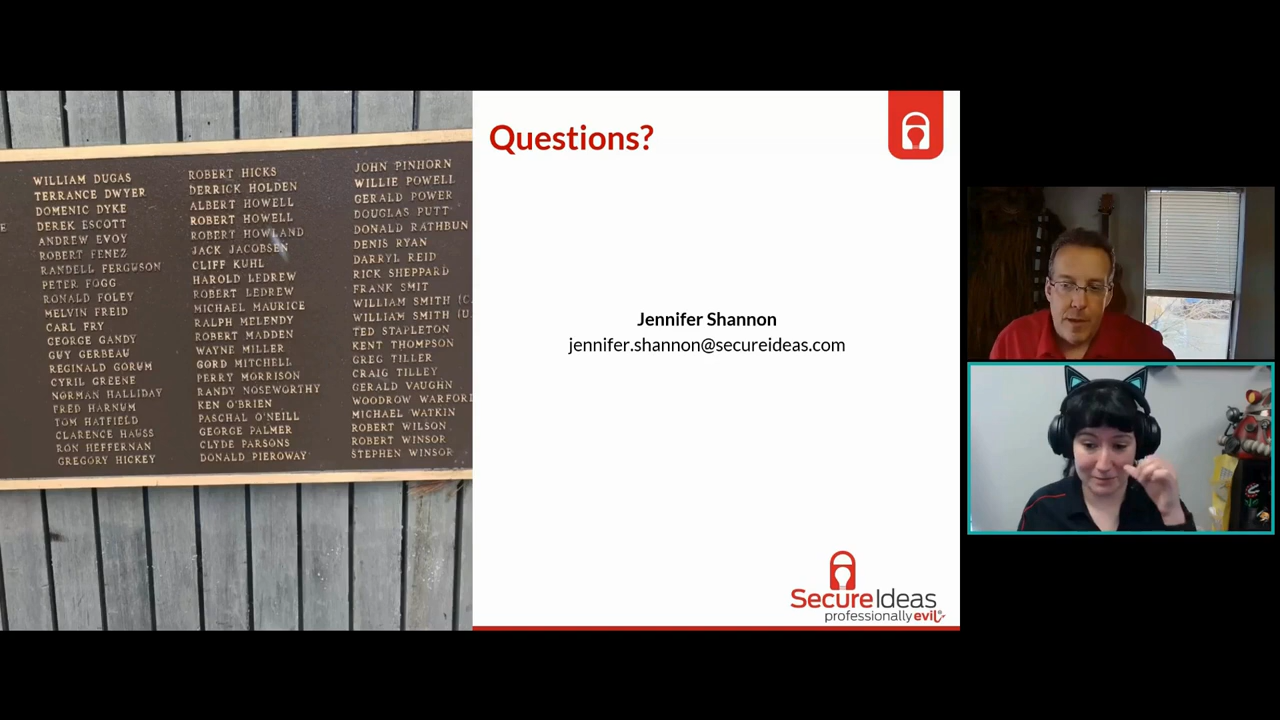 WILLIAM DUGAS
TERRANCE DWYER
DOMENIC DYKE
DEREK ESCOTT
ANDREW EVOY
ROBERT FENEZ
RANDELL FERGUSON
PETER FOGG
RONALD FOLEY
MELVIN FREID
CARL FRY
GEORGE GANDY
GUY GERBEAU
REGINALD GORUM
CYRIL GREENE
NORMAN HALLIDAY
FRED HARNUM
TOM HATFIELD
CLARENCE HAUSS
RON HEFFERNAN
GREGORY HICKEY
ROBERT HICKS
DERRICK HOLDEN
ALBERT HOWELL
ROBERT HOWELL
ROBERT HOWLAND
JACK JACOBSEN
CLIFF KUHL
HAROLD LEDREW
ROBERT LEDREW
MICHAEL MAURICE
RALPH MELENDY
ROBERT MADDEN
WAYNE MILLER
GORD MITCHELL
PERRY MORRISON
RANDY NOSEWORTHY
KEN O'BRIEN
PASCHAL O'NEILL
GEORGE PALMER
CLYDE PARSONS
DONALD PIEROWAY
JOHN PINHORN
WILLIE POWELL
GERALD POWER
DOUGLAS PUTT
DONALD RATHBUN
DENIS RYAN
DARRYL REID
RICK SHEPPARD
FRANK SMIT
WILLIAM SMITH (C.
WILLIAM SMITH (U.
TED STAPLETON
KENT THOMPSON
GREG TILLER
CRAIG TILLEY
GERALD VAUGHN
WOODROW WARFORD
MICHAEL WATKIN
ROBERT WILSON
ROBERT WINSOR
STEPHEN WINSOR
Questions?
Jennifer Shannon
jennifer.shannon@secureideas.com
SecureIdeas
professionally evil